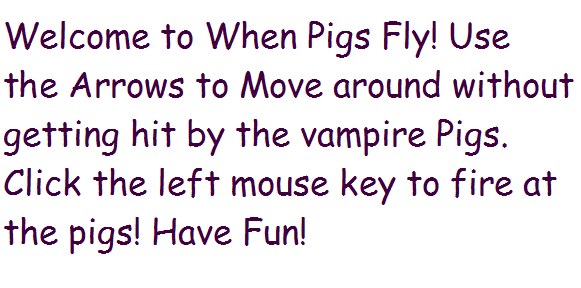 Welcome to When Pigs Fly! Use
the Arrows to Move around without
getting hit by the vampire Pigs.
Click the left mouse key to fire at
the pigs! Have Fun!